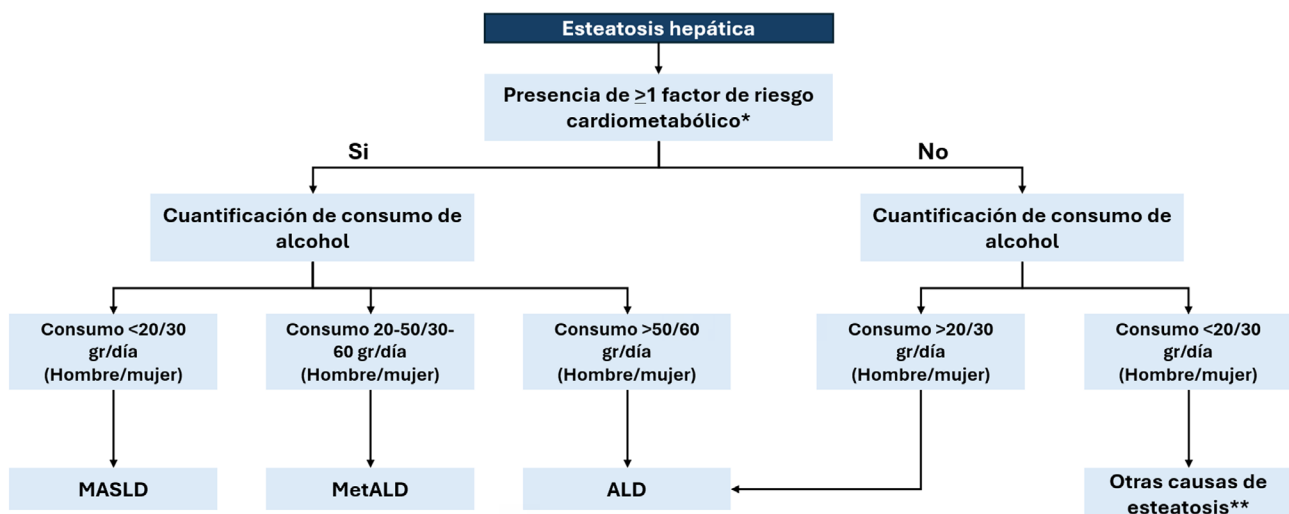 Esteatosis hepática
Presencia de ≥1 factor de riesgo
cardiometabólico*
Si
No
Cuantificación de consumo de
alcohol
Cuantificación de consumo de
alcohol
Consumo <20/30
gr/día
(Hombre/mujer)
Consumo 20-50/30-
60 gr/día
(Hombre/mujer)
Consumo >50/60
gr/día
(Hombre/mujer)
Consumo >20/30
gr/día
(Hombre/mujer)
Consumo <20/30
gr/día
(Hombre/mujer)
MASLD
MetALD
ALD
Otras causas de
esteatosis**